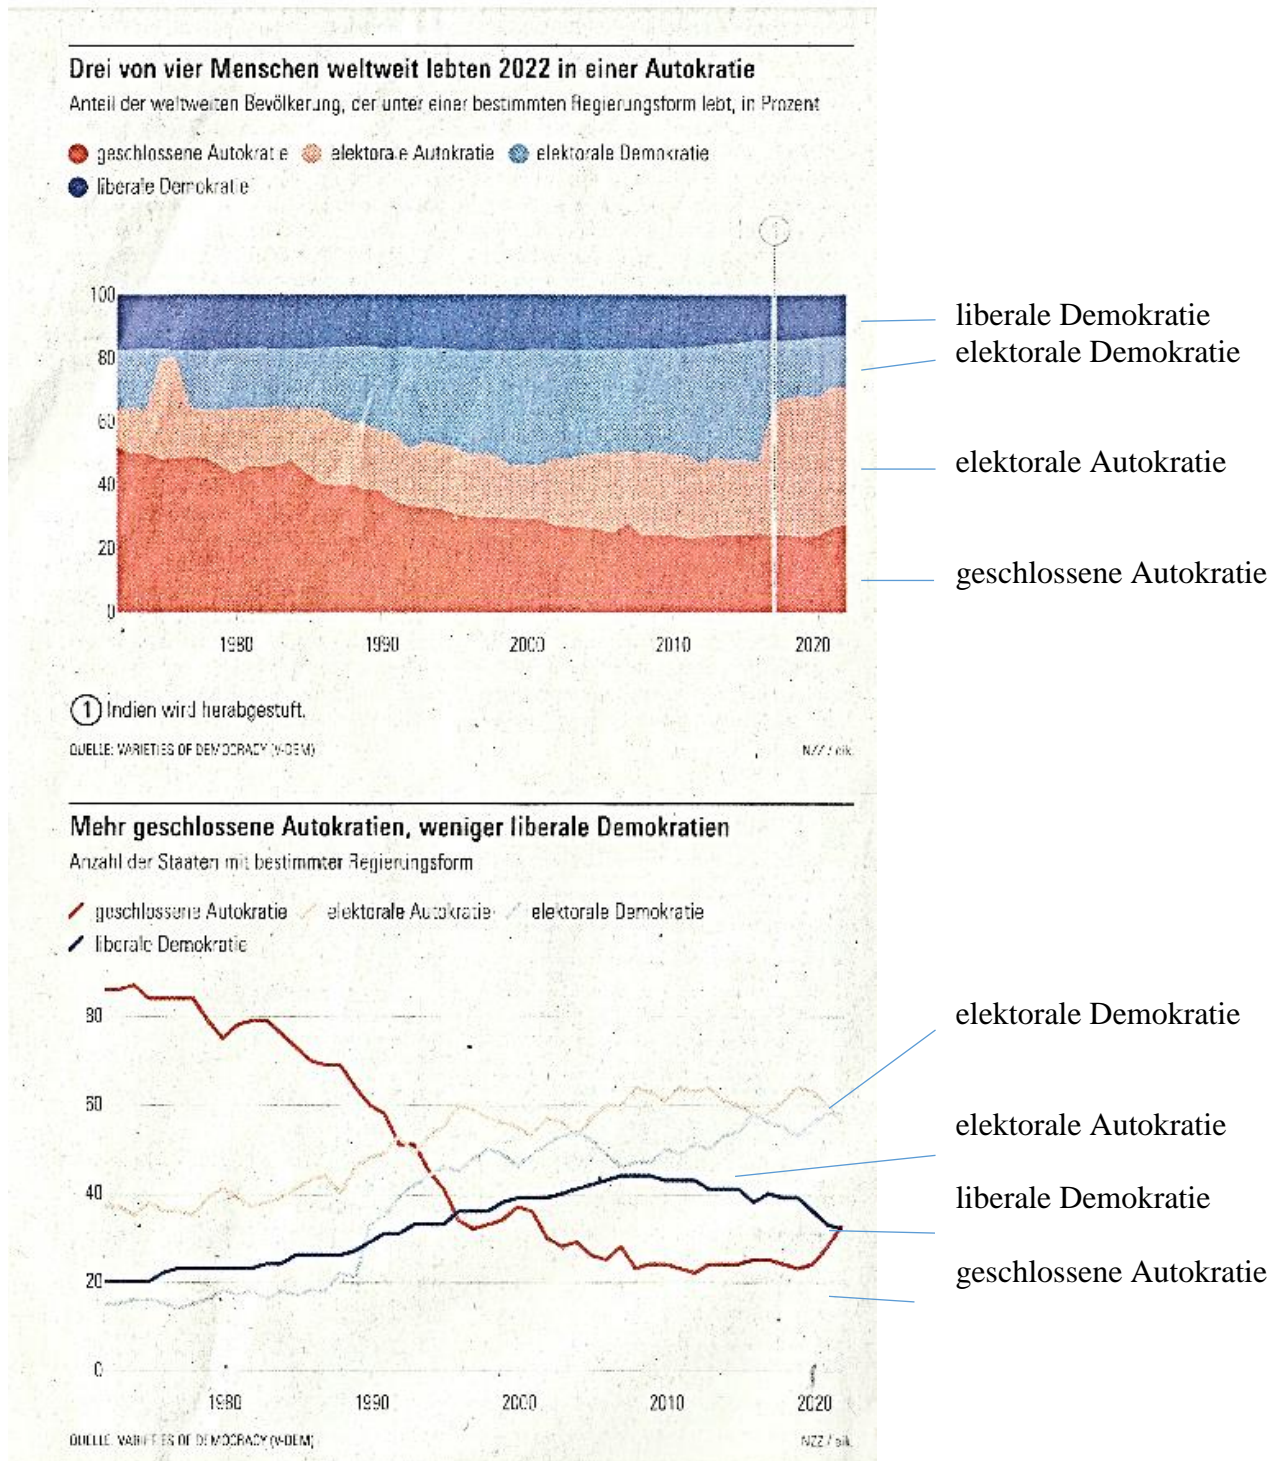 Drei von vier Menschen weltweit lebten 2022 in einer Autokratie
Anteil der weltweiten Bevölkerung, der unter einer bestimmten Regierungsform lebt, in Prozent
geschlossene Autokratie elektorale Autokratie elektorale Demokratie
liberale Demokratie
1
100
80
60
40
20
0
1980 1990 2000 2010 2020
liberale Demokratie
elektorale Demokratie
elektorale Autokratie
geschlossene Autokratie
1 Indien wird herabgestuft.
QUELLE: VARIETIES OF DEMOCRACY (V-DEM) NZZ / eik.
Mehr geschlossene Autokratien, weniger liberale Demokratien
Anzahl der Staaten mit bestimmter Regierungsform
geschlossene Autokratie elektorale Autokratie elektorale Demokratie
liberale Demokratie
80
60
40
20
0
1980 1990 2000 2010 2020
elektorale Demokratie
elektorale Autokratie
liberale Demokratie
geschlossene Autokratie
QUELLE: VARIETIES OF DEMOCRACY (V-DEM) NZZ / eik.